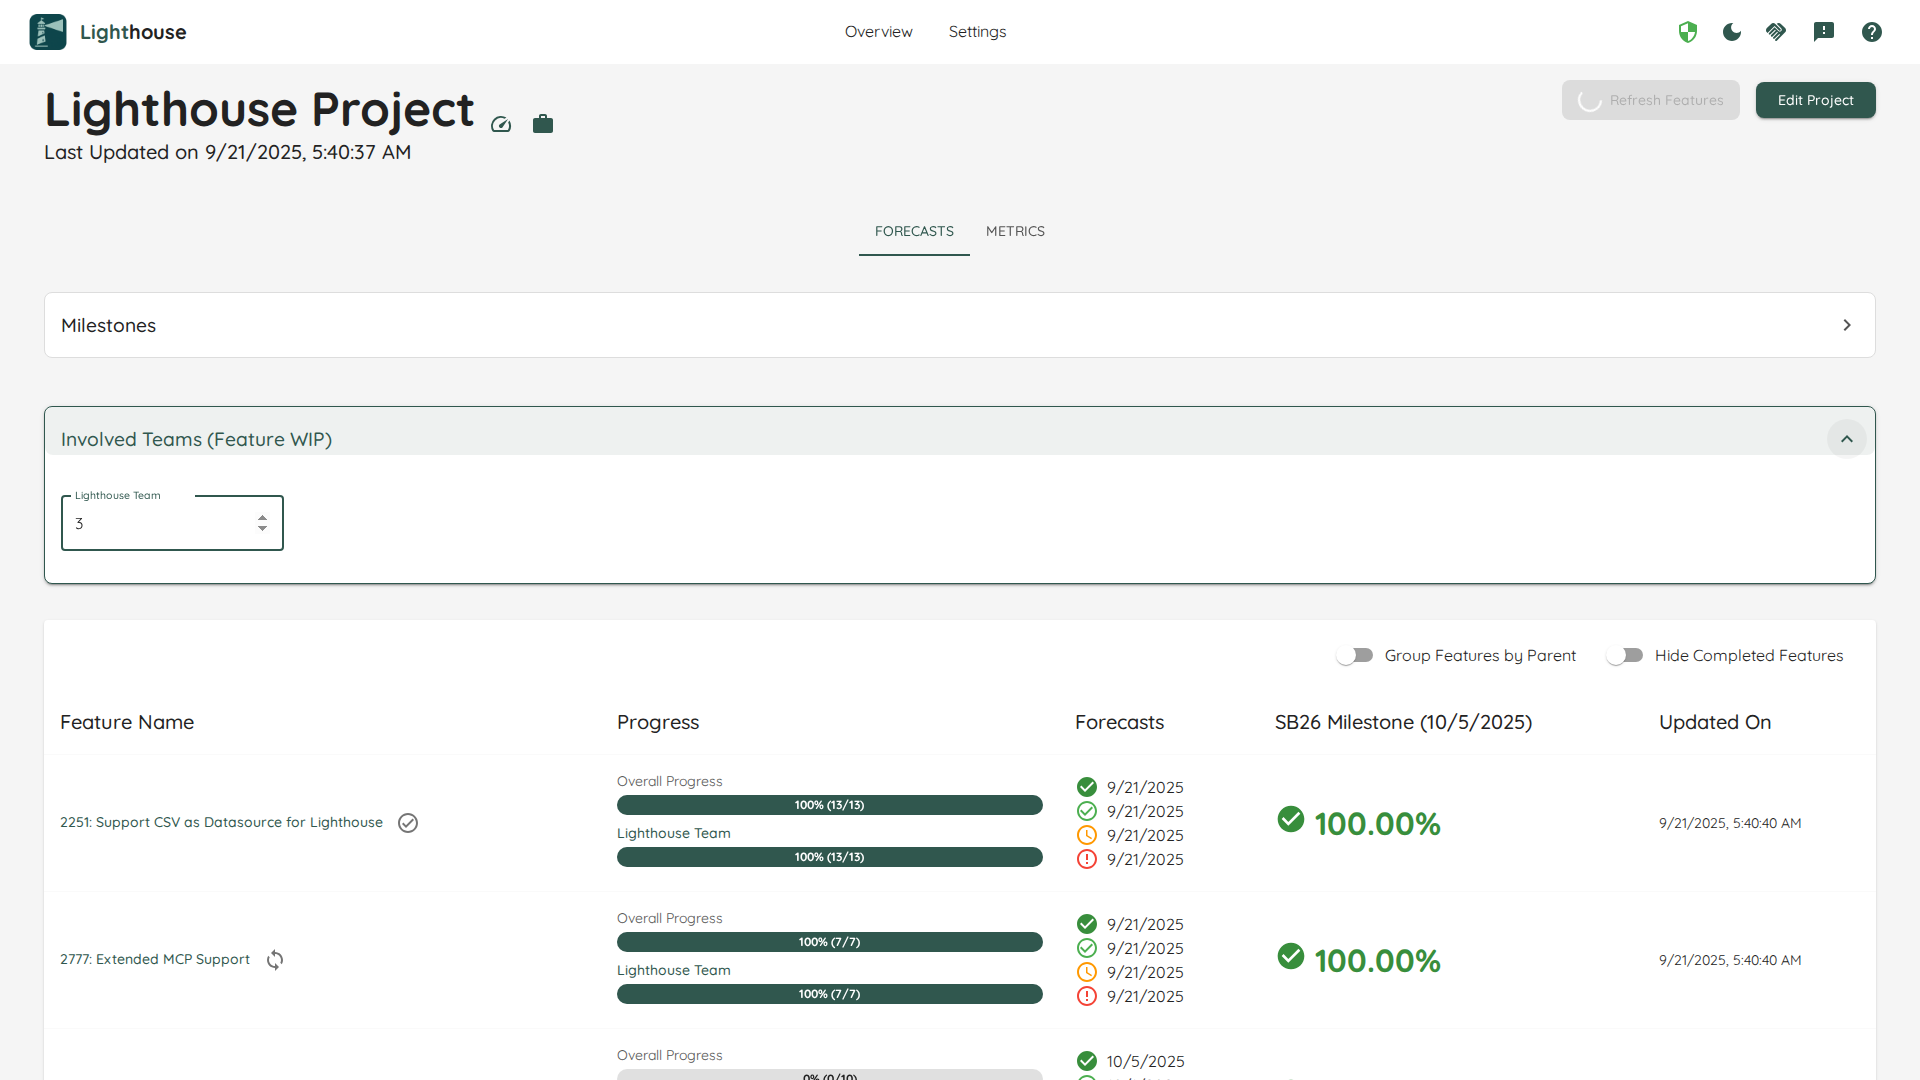 Lighthouse
Overview
Settings
Lighthouse Project
Refresh Features
Edit Project
Last Updated on 9/21/2025, 5:40:37 AM
FORECASTS
METRICS
Milestones
Involved Teams (Feature WIP)
Lighthouse Team
3
Group Features by Parent
Hide Completed Features
Feature Name
Progress
Forecasts
SB26 Milestone (10/5/2025)
Updated On
2251: Support CSV as Datasource for Lighthouse
Overall Progress
100% (13/13)
Lighthouse Team
100% (13/13)
9/21/2025
9/21/2025
9/21/2025
9/21/2025
100.00%
9/21/2025, 5:40:40 AM
2777: Extended MCP Support
Overall Progress
100% (7/7)
Lighthouse Team
100% (7/7)
9/21/2025
9/21/2025
9/21/2025
9/21/2025
100.00%
9/21/2025, 5:40:40 AM
Overall Progress
0% (0/10)
10/5/2025